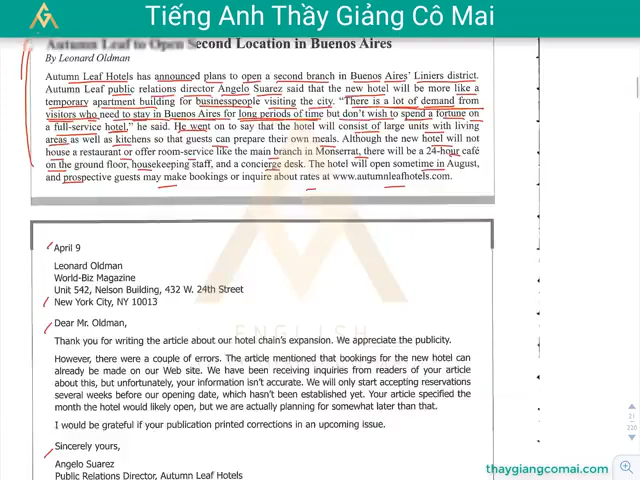 Tiếng Anh Thầy Giảng Cô Mai
Autumn Leaf to Open Second Location in Buenos Aires
By Leonard Oldman
Autumn Leaf Hotels has announced plans to open a second branch in Buenos Aires' Liniers district.
Autumn Leaf public relations director Angelo Suarez said that the new hotel will be more like a
temporary apartment building for businesspeople visiting the city. "There is a lot of demand from
visitors who need to stay in Buenos Aires for long periods of time but don't wish to spend a fortune on
a full-service hotel," he said. He went on to say that the hotel will consist of large units with living
areas as well as kitchens so that guests can prepare their own meals. Although the new hotel will not
house a restaurant or offer room-service like the main branch in Monserrat, there will be a 24-hour café
on the ground floor, housekeeping staff, and a concierge desk. The hotel will open sometime in August,
and prospective guests may make bookings or inquire about rates at www.autumnleafhotels.com.
April 9
Leonard Oldman
World-Biz Magazine
Unit 542, Nelson Building, 432 W. 24th Street
New York City, NY 10013
Dear Mr. Oldman,
ENGLISH
Thank you for writing the article about our hotel chain's expansion. We appreciate the publicity.
However, there were a couple of errors. The article mentioned that bookings for the new hotel can
already be made on our Web site. We have been receiving inquiries from readers of your article
about this, but unfortunately, your information isn't accurate. We will only start accepting reservations
several weeks before our opening date, which hasn't been established yet. Your article specified the
month the hotel would likely open, but we are actually planning for somewhat later than that.
I would be grateful if your publication printed corrections in an upcoming issue.
Sincerely yours,
Angelo Suarez
Public Relations Director, Autumn Leaf Hotels
21
220
thaygiangcomai.com